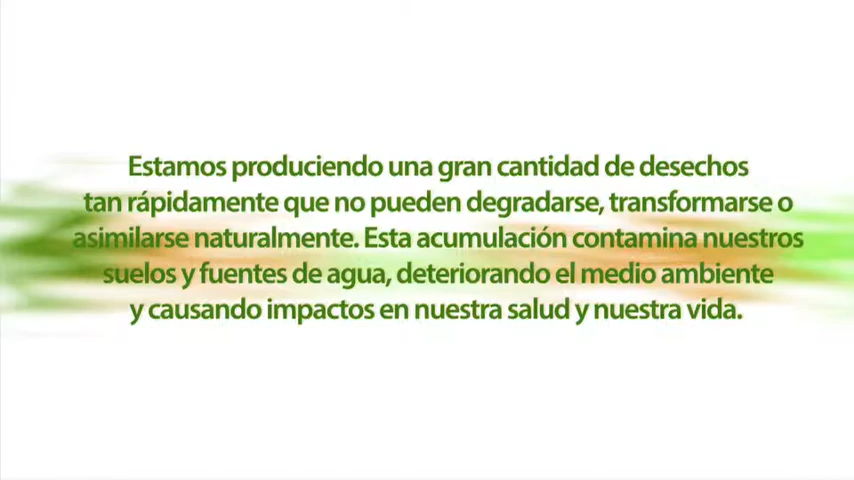 Estamos produciendo una gran cantidad de desechos
tan rápidamente que no pueden degradarse, transformarse o
asimilarse naturalmente. Esta acumulación contamina nuestros
suelos y fuentes de agua, deteriorando el medio ambiente
y causando impactos en nuestra salud y nuestra vida.